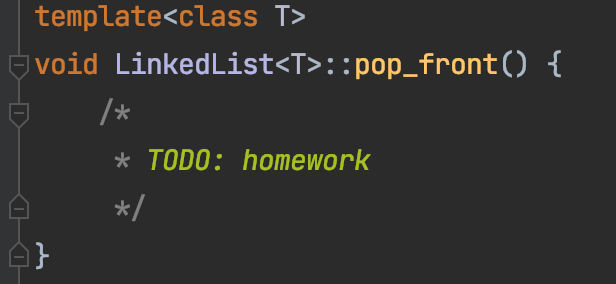 template<class T>
void LinkedList<T>::pop_front() {
    /*
     * TODO: homework
     */
}